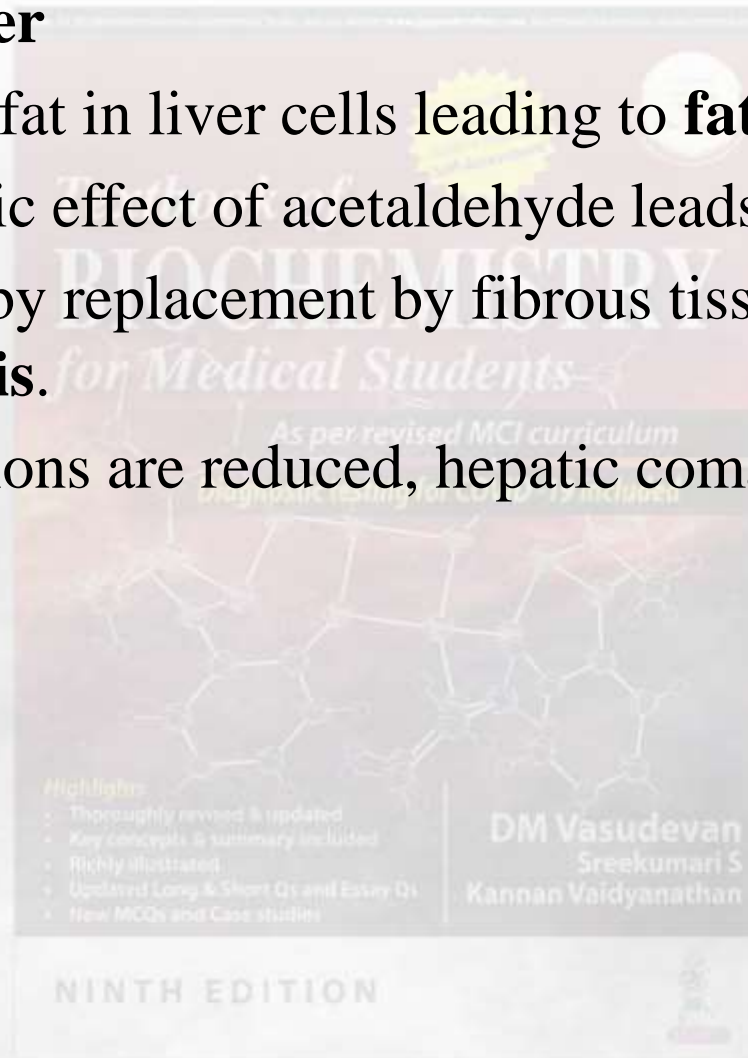 er
fat in liver cells leading to fat
ic effect of acetaldehyde leads
by replacement by fibrous tiss
is.
ions are reduced, hepatic com
Textbook of
BIOCHEMISTRY
for Medical Students
As per revised MCI curriculum
Diagnostic Testing for COVID-19 included
Highlights
• Thoroughly revised & updated
• Key concepts & summary included
• Richly illustrated
• Updated Long & Short Qs and Essay Qs
• New MCQs and Case studies
DM Vasudevan
Sreekumari S
Kannan Vaidyanathan
NINTH EDITION